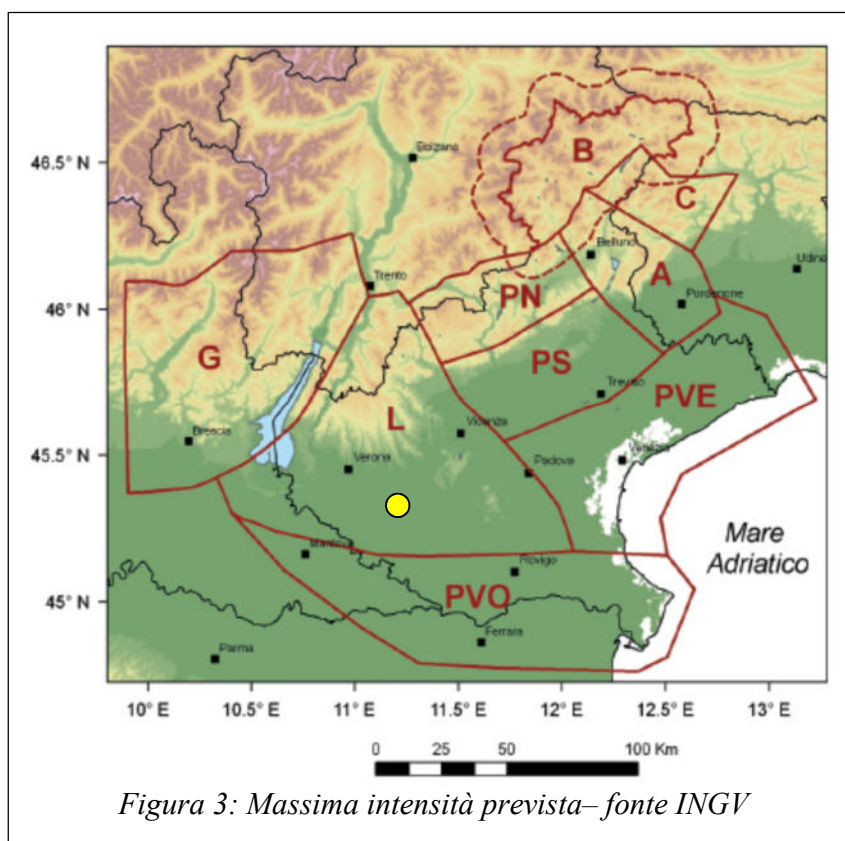 46.5° N
46° N
45.5° N
45° N
Bolzano
B
C
Belluno
Udine
Trento
PN
A
Pordenone
G
PS
Treviso
PVE
L
Brescia
Vicenza
Verona
Padova
Venezia
Mare
Adriatico
Mantova
Rovigo
PVO
Ferrara
Parma
10° E 10.5° E 11° E 11.5° E 12° E 12.5° E 13° E
0 25 50 100 Km
Figura 3: Massima intensità prevista– fonte INGV